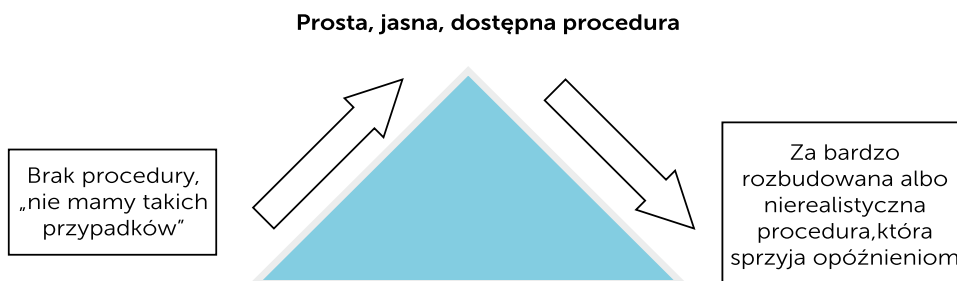 Prosta, jasna, dostępna procedura
Brak procedury,
„nie mamy takich
przypadków”
Za bardzo
rozbudowana albo
nierealistyczna
procedura,która
sprzyja opóźnieniom